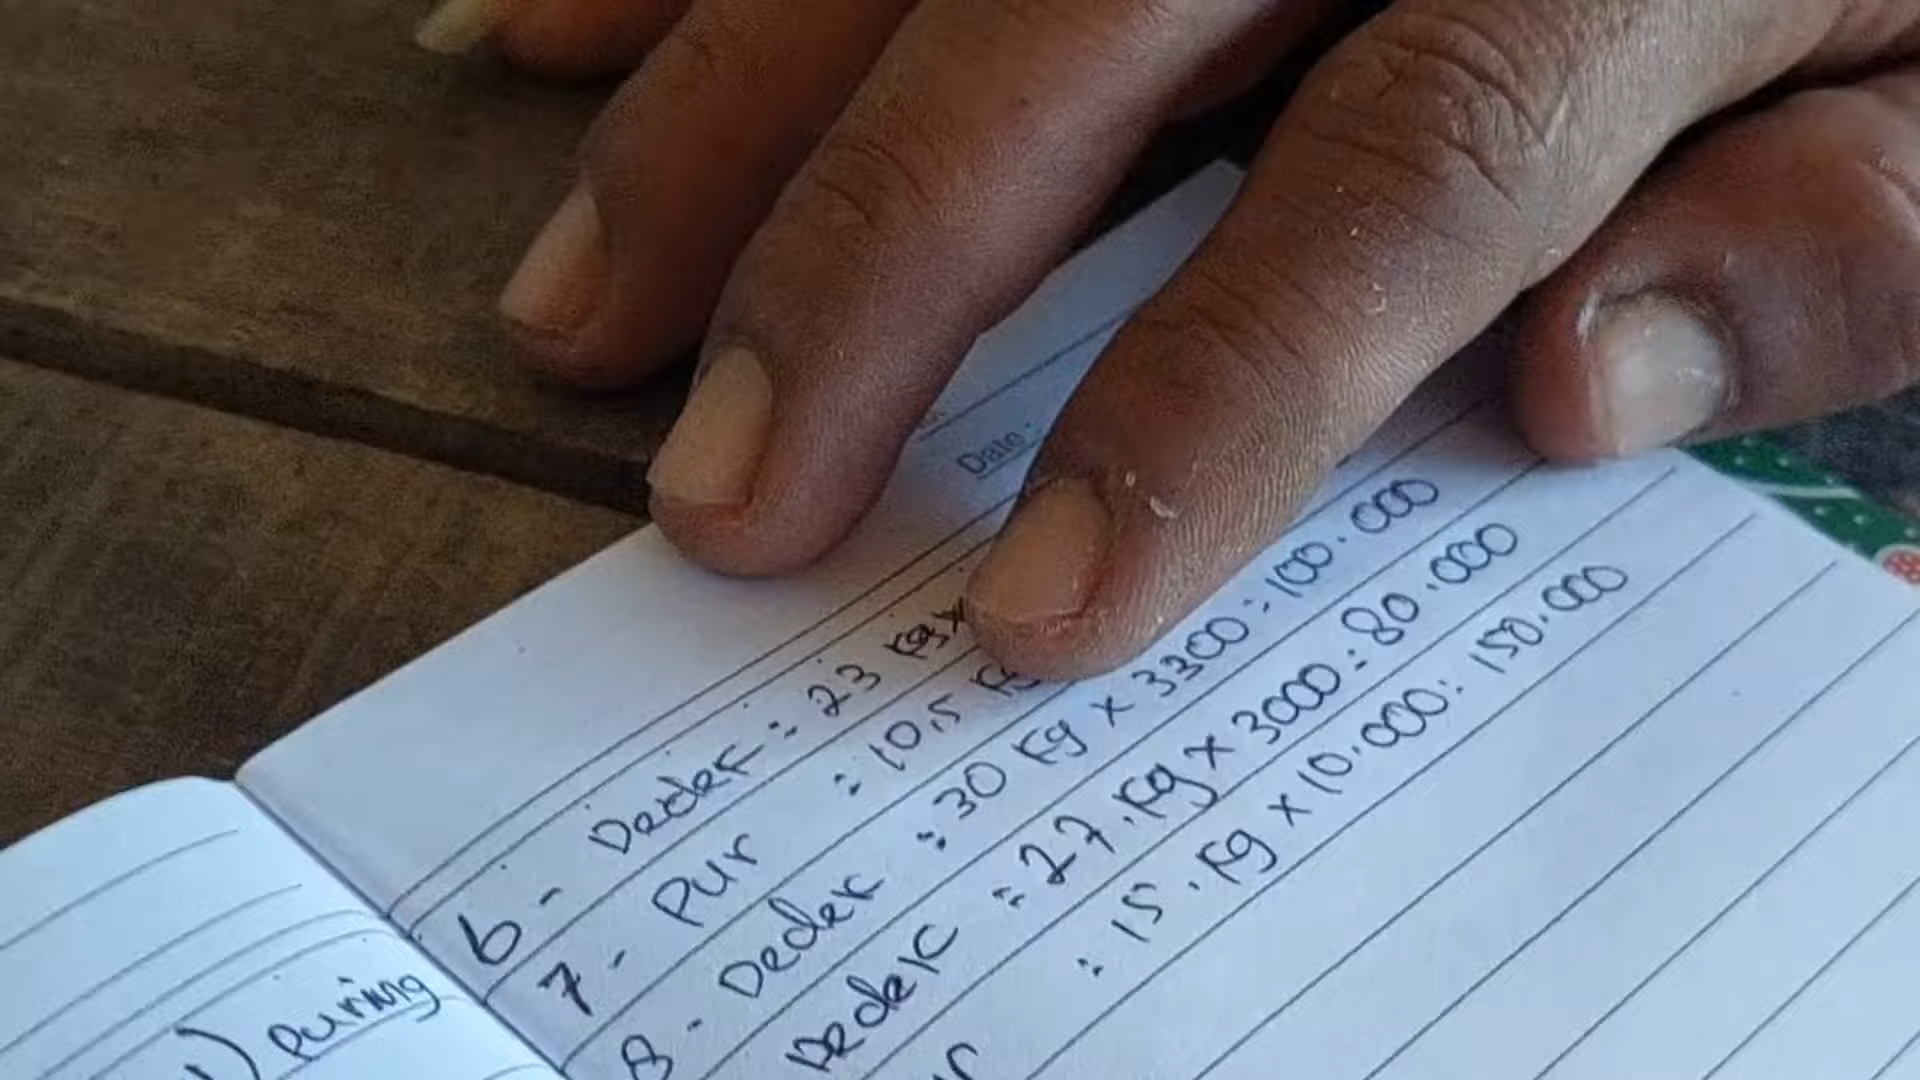 Date:
6 - Dedek : 23 Kg x
7 - Pur : 10,5 Kg
8 - Dedek : 30 Kg x 3300 : 100.000
Dedek : 27. Kg x 3000 : 80.000
r : 15. Kg x 10.000 : 150.000
puring